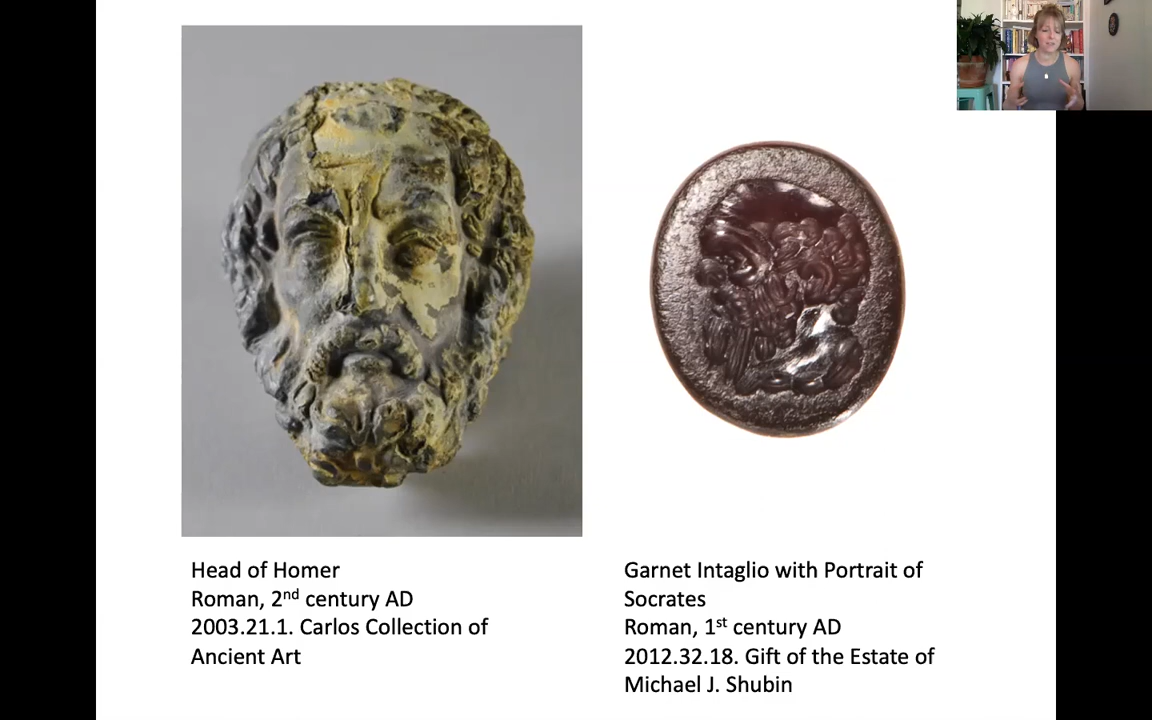 Head of Homer
Roman, 2nd century AD
2003.21.1. Carlos Collection of
Ancient Art
Garnet Intaglio with Portrait of
Socrates
Roman, 1st century AD
2012.32.18. Gift of the Estate of
Michael J. Shubin